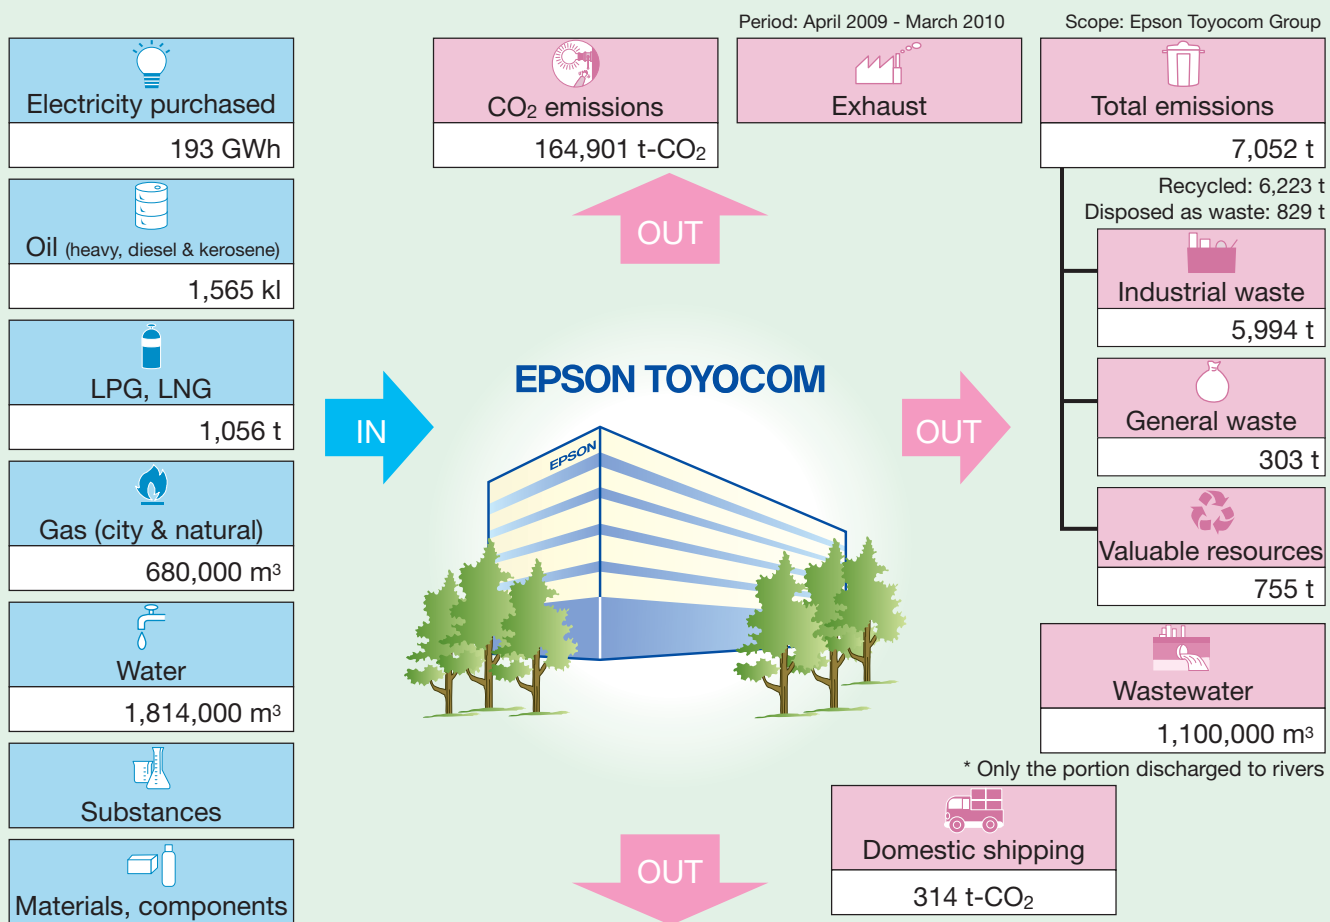 Period: April 2009 - March 2010
Scope: Epson Toyocom Group
Electricity purchased
193 GWh
Oil (heavy, diesel & kerosene)
1,565 kl
LPG, LNG
1,056 t
Gas (city & natural)
680,000 m³
Water
1,814,000 m³
Substances
Materials, components
IN
CO₂ emissions
164,901 t-CO₂
Exhaust
OUT
EPSON TOYOCOM
EPSON
OUT
OUT
Total emissions
7,052 t
Recycled: 6,223 t
Disposed as waste: 829 t
Industrial waste
5,994 t
General waste
303 t
Valuable resources
755 t
Wastewater
1,100,000 m³
* Only the portion discharged to rivers
Domestic shipping
314 t-CO₂